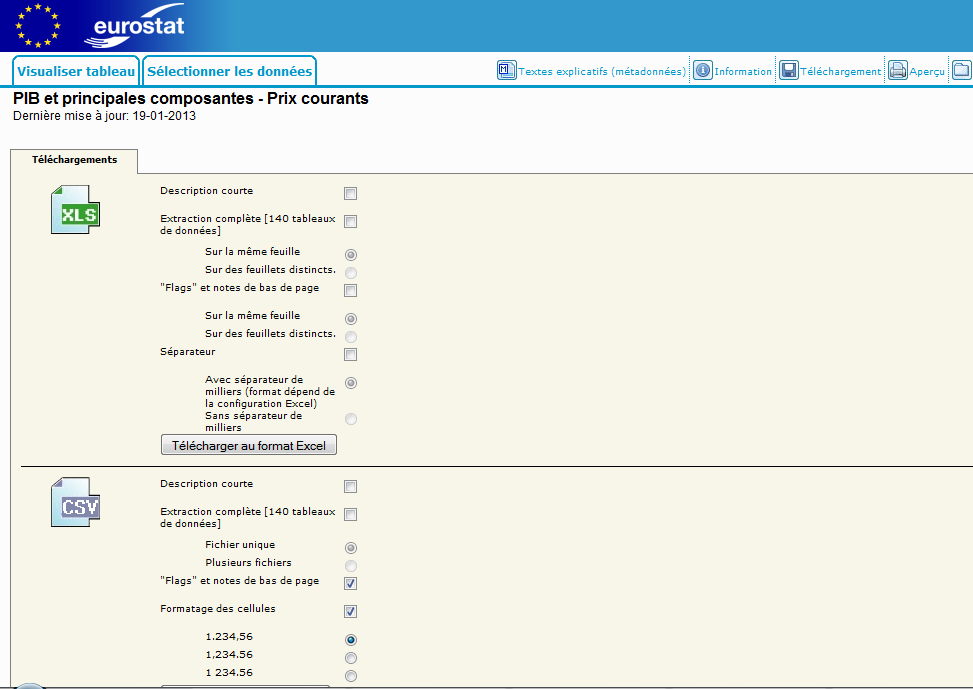 eurostat
Visualiser tableau
Sélectionner les données
Textes explicatifs (métadonnées)
Information
Téléchargement
Aperçu
PIB et principales composantes - Prix courants
Dernière mise à jour: 19-01-2013
Téléchargements
XLS
Description courte
Extraction complète [140 tableaux
de données]
Sur la même feuille
Sur des feuillets distincts.
"Flags" et notes de bas de page
Sur la même feuille
Sur des feuillets distincts.
Séparateur
Avec séparateur de
milliers (format dépend de
la configuration Excel)
Sans séparateur de
milliers
Télécharger au format Excel
CSV
Description courte
Extraction complète [140 tableaux
de données]
Fichier unique
Plusieurs fichiers
"Flags" et notes de bas de page
Formatage des cellules
1.234,56
1,234.56
1 234.56